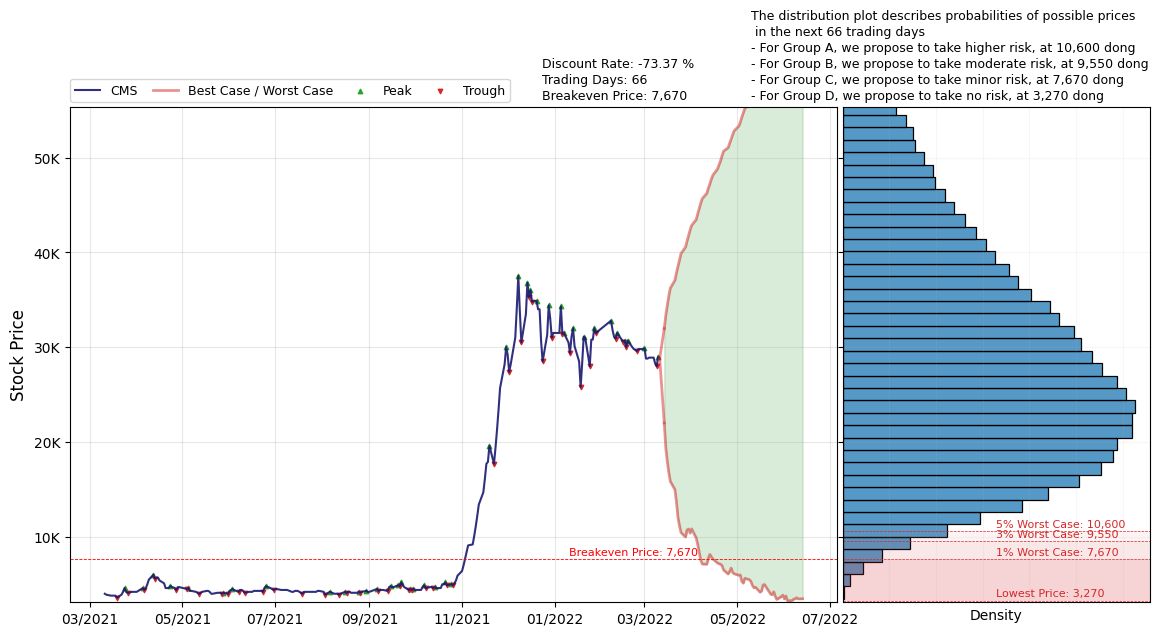 The distribution plot describes probabilities of possible prices
in the next 66 trading days
- For Group A, we propose to take higher risk, at 10,600 dong
- For Group B, we propose to take moderate risk, at 9,550 dong
- For Group C, we propose to take minor risk, at 7,670 dong
- For Group D, we propose to take no risk, at 3,270 dong
Discount Rate: -73.37 %
Trading Days: 66
Breakeven Price: 7,670
CMS
Best Case / Worst Case
Peak
Trough
Stock Price
50K
40K
30K
20K
10K
Breakeven Price: 7,670
03/2021
05/2021
07/2021
09/2021
11/2021
01/2022
03/2022
05/2022
07/2022
5% Worst Case: 10,600
3% Worst Case: 9,550
1% Worst Case: 7,670
Lowest Price: 3,270
Density